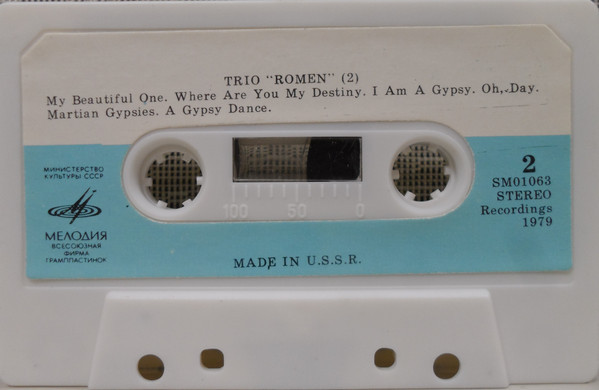 TRIO "ROMEN" (2)
My Beautiful One. Where Are You My Destiny. I Am A Gypsy. Oh, Day.
Martian Gypsies. A Gypsy Dance.
МИНИСТЕРСТВО
КУЛЬТУРЫ СССР
МЕЛОДИЯ
ВСЕСОЮЗНАЯ
ФИРМА
ГРАМПЛАСТИНОК
100 50 0
2
SM01063
STEREO
Recordings
1979
MADE IN U.S.S.R.